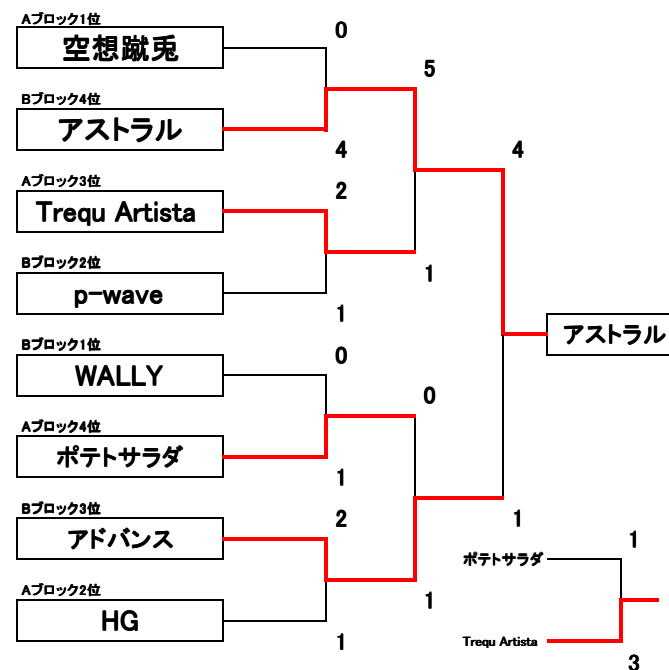 Aブロック1位
空想蹴兎
0
5
Bブロック4位
アストラル
4
4
Aブロック3位
2
Trequ Artista
Bブロック2位
p-wave
1
1
アストラル
Bブロック1位
WALLY
0
0
Aブロック4位
ポテトサラダ
1
Bブロック3位
2
1
アドバンス
ポテトサラダ
1
Aブロック2位
HG
1
1
Trequ Artista
3